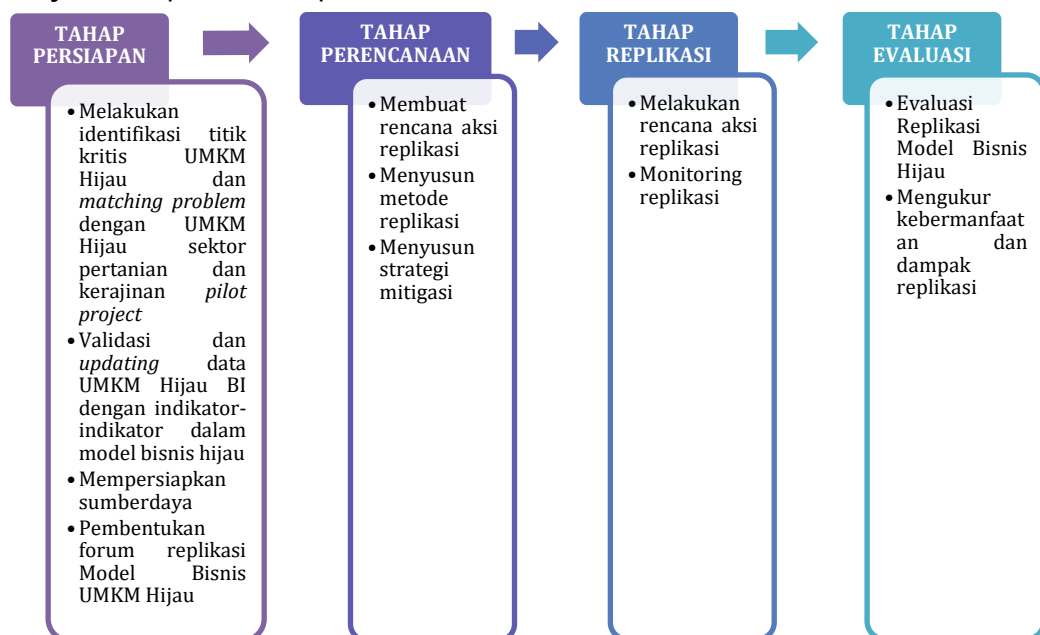 TAHAP
PERSIAPAN
• Melakukan
identifikasi titik
kritis UMKM
Hijau dan
matching problem
dengan UMKM
Hijau sektor
pertanian dan
kerajinan pilot
project
• Validasi dan
updating data
UMKM Hijau BI
dengan indikator-
indikator dalam
model bisnis hijau
• Mempersiapkan
sumberdaya
• Pembentukan
forum replikasi
Model Bisnis
UMKM Hijau
TAHAP
PERENCANAAN
• Membuat
rencana aksi
replikasi
• Menyusun
metode
replikasi
• Menyusun
strategi
mitigasi
TAHAP
REPLIKASI
• Melakukan
rencana aksi
replikasi
• Monitoring
replikasi
TAHAP
EVALUASI
• Evaluasi
Replikasi
Model Bisnis
Hijau
• Mengukur
kebermanfaat
an dan
dampak
replikasi